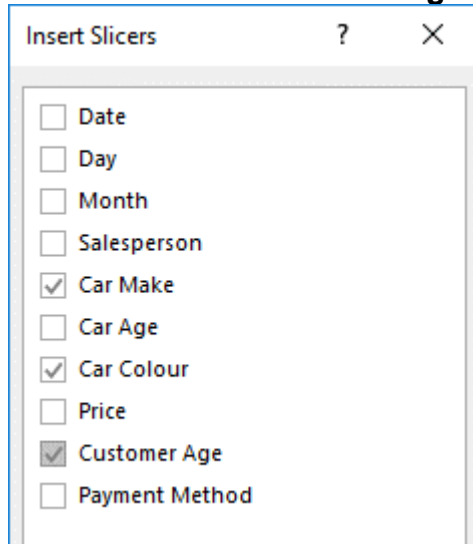 Insert Slicers ?
Date
Day
Month
Salesperson
Car Make
Car Age
Car Colour
Price
Customer Age
Payment Method